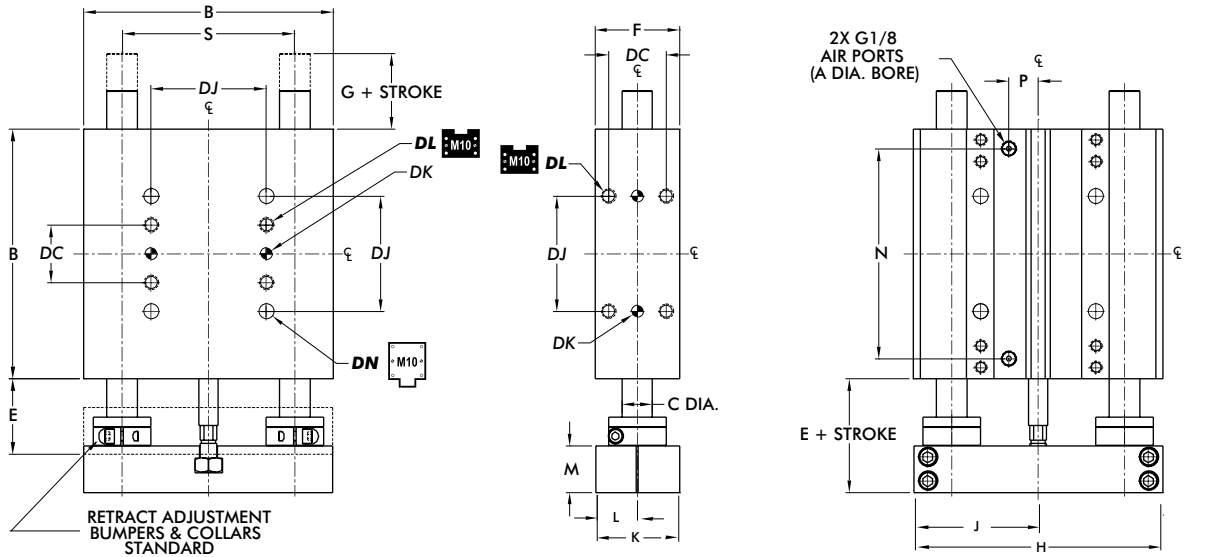 B
S
G + STROKE
DJ
℄
DL M10
DK
B
DC
DJ
℄
DN M10
E
RETRACT ADJUSTMENT
BUMPERS & COLLARS
STANDARD
F
DC
℄
M10 DL
DJ
℄
DK
C DIA.
M
L
K
2X G1/8
AIR PORTS
(A DIA. BORE)
℄
P
N
℄
E + STROKE
J
H